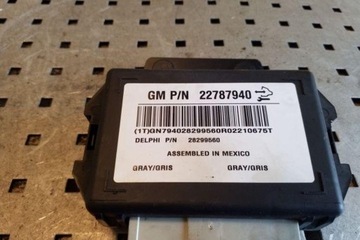 GM P/N 22787940
(1T)GN794028299560R02210675T
DELPHI P/N 28299560
ASSEMBLED IN MEXICO
GRAY/GRIS GRAY/GRIS